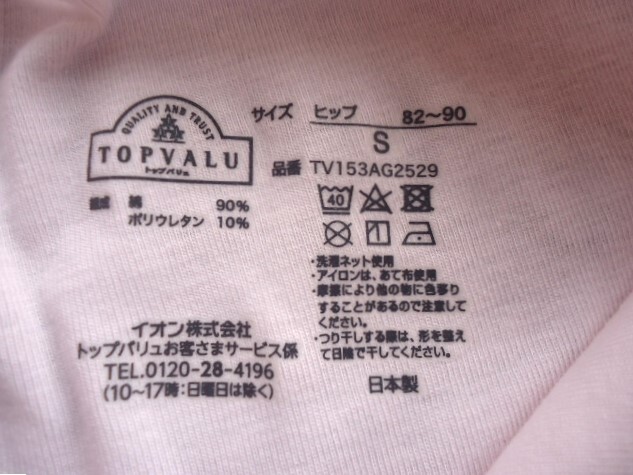 QUALITY AND TRUST
TOPVALU
トップバリュ
サイズ ヒップ 82〜90
S
品番 TV153AG2529
組成 綿 90%
ポリウレタン 10%
40
・洗濯ネット使用
・アイロンは、あて布使用
・摩擦により他の物に色移り
することがあるので注意して
ください。
・つり干しする際は、形を整え
て日陰で干してください。
イオン株式会社
トップバリュお客さまサービス係
TEL.0120-28-4196
(10〜17時:日曜日は除く)
日本製